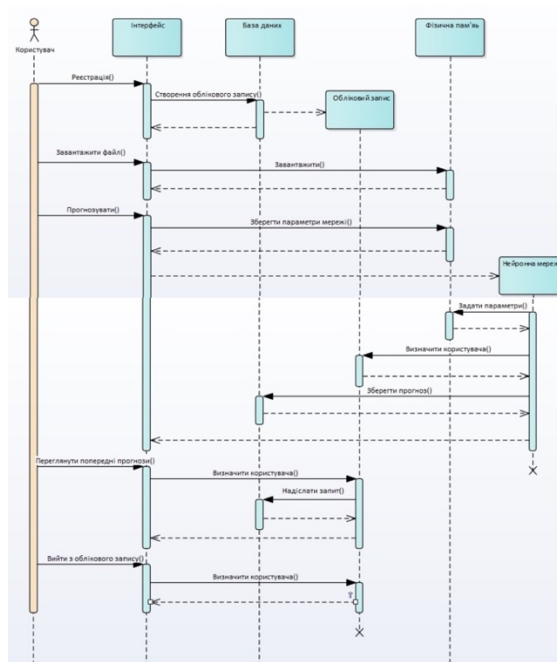 Інтерфейс
База даних
Фізична пам'ять
Користувач
Реєстрація()
Створення облікового запису()
Обліковий запис
Завантажити файл()
Завантажити()
Прогнозувати()
Зберегти параметри мережі()
Нейронна мереж
Задати параметри()
Визначити користувача()
Зберегти прогноз()
Переглянути попередні прогнози()
Визначити користувача()
Надіслати запит()
Вийти з облікового запису()
Визначити користувача()